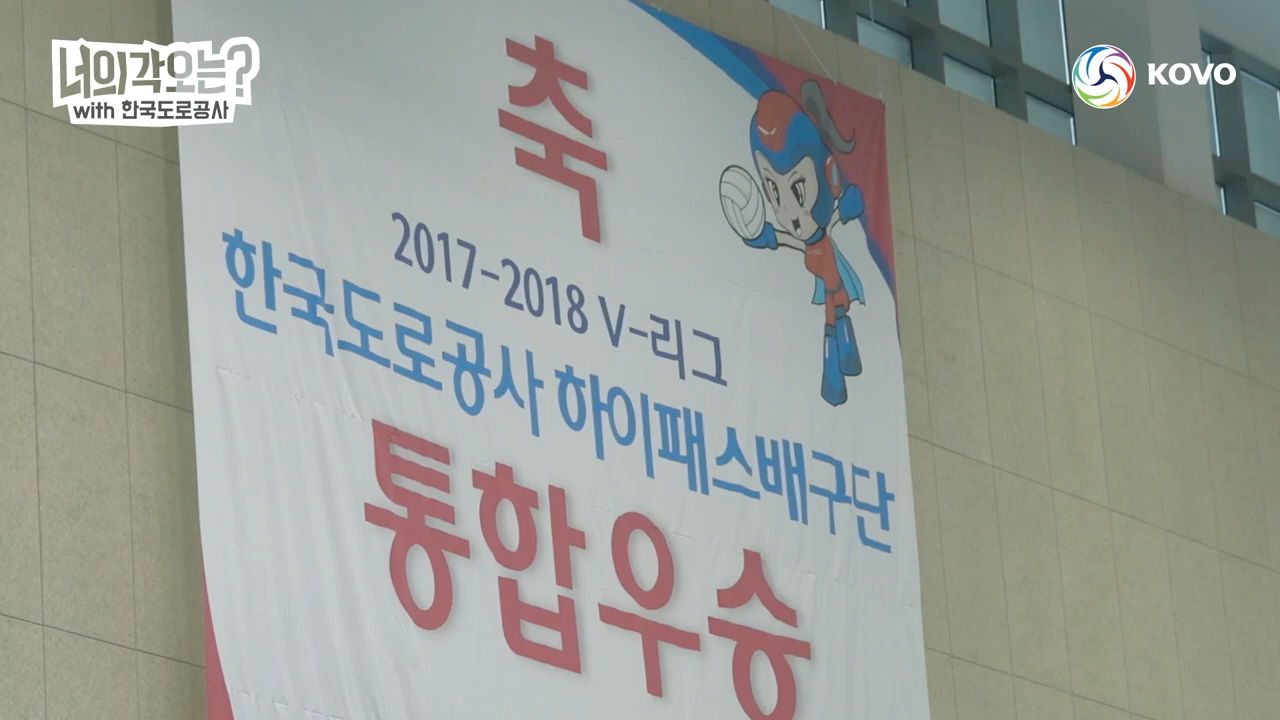 너의 각오는?
with 한국도로공사
KOVO
축
2017-2018 V-리그
한국도로공사 하이패스배구단
통합우승